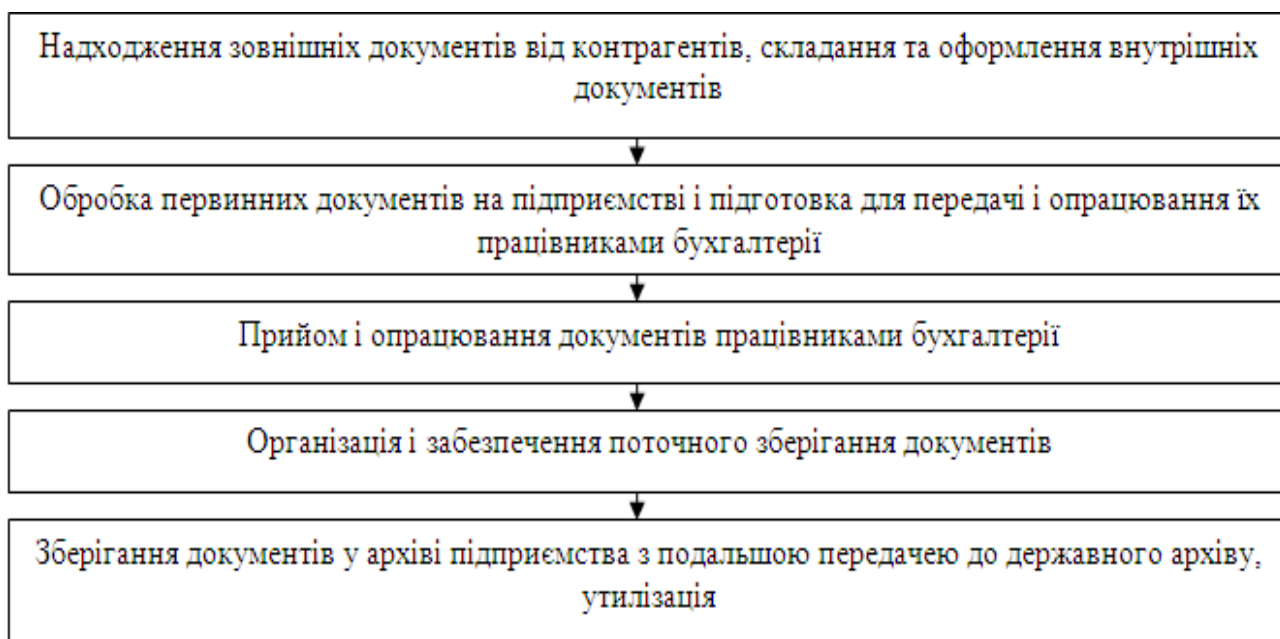 Надходження зовнішніх документів від контрагентів, складання та оформлення внутрішніх
документів
Обробка первинних документів на підприємстві і підготовка для передачі і опрацювання їх
працівниками бухгалтерії
Прийом і опрацювання документів працівниками бухгалтерії
Організація і забезпечення поточного зберігання документів
Зберігання документів у архіві підприємства з подальшою передачею до державного архіву,
утилізація